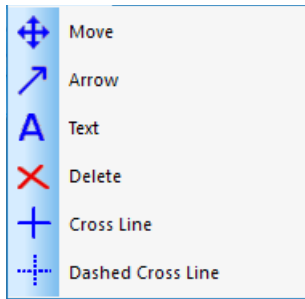 Move
Arrow
Text
Delete
Cross Line
Dashed Cross Line